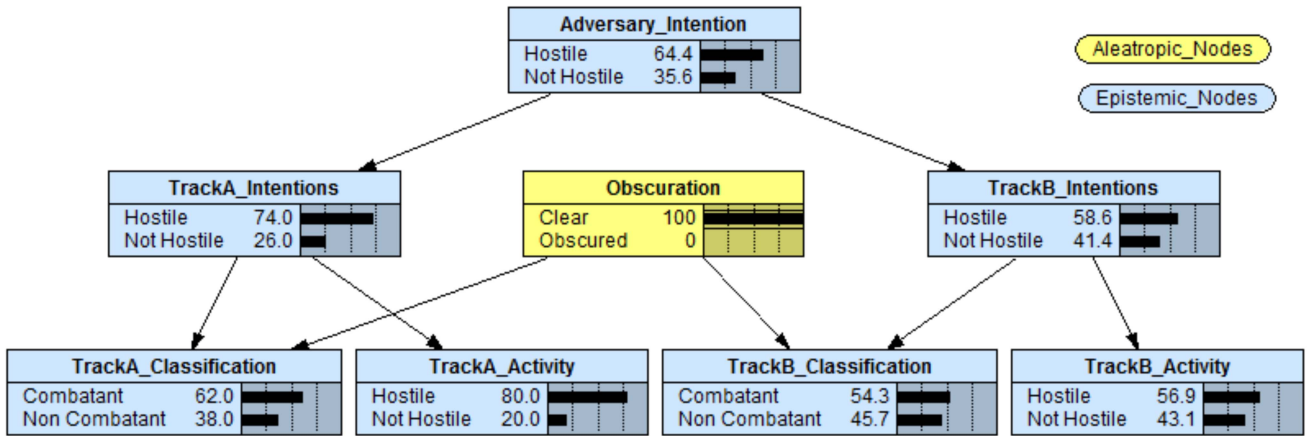 Adversary_Intention
Hostile 64.4
Not Hostile 35.6
Aleatropic_Nodes
Epistemic_Nodes
TrackA_Intentions
Hostile 74.0
Not Hostile 26.0
Obscuration
Clear 100
Obscured 0
TrackB_Intentions
Hostile 58.6
Not Hostile 41.4
TrackA_Classification
Combatant 62.0
Non Combatant 38.0
TrackA_Activity
Hostile 80.0
Not Hostile 20.0
TrackB_Classification
Combatant 54.3
Non Combatant 45.7
TrackB_Activity
Hostile 56.9
Not Hostile 43.1